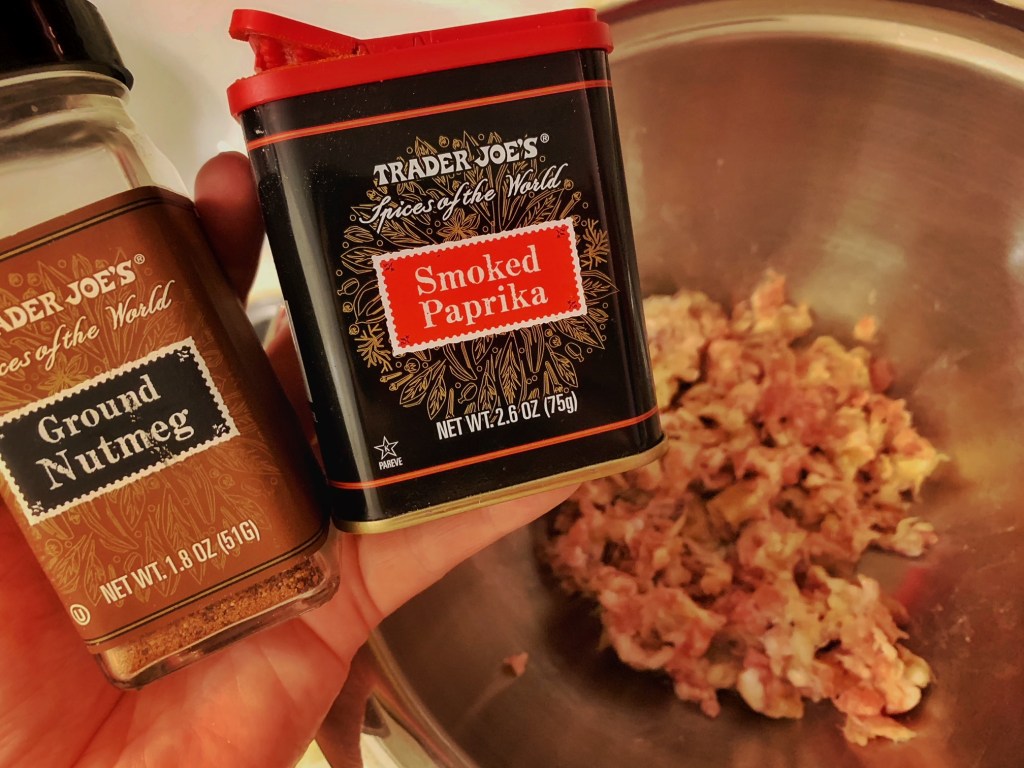 ADER JOE'S®
ces of the World
Ground
Nutmeg
NET WT. 1.8 OZ (51G)
U
TRADER JOE'S®
Spices of the World
Smoked
Paprika
NET WT. 2.6 OZ (75g)
K
PAREVE